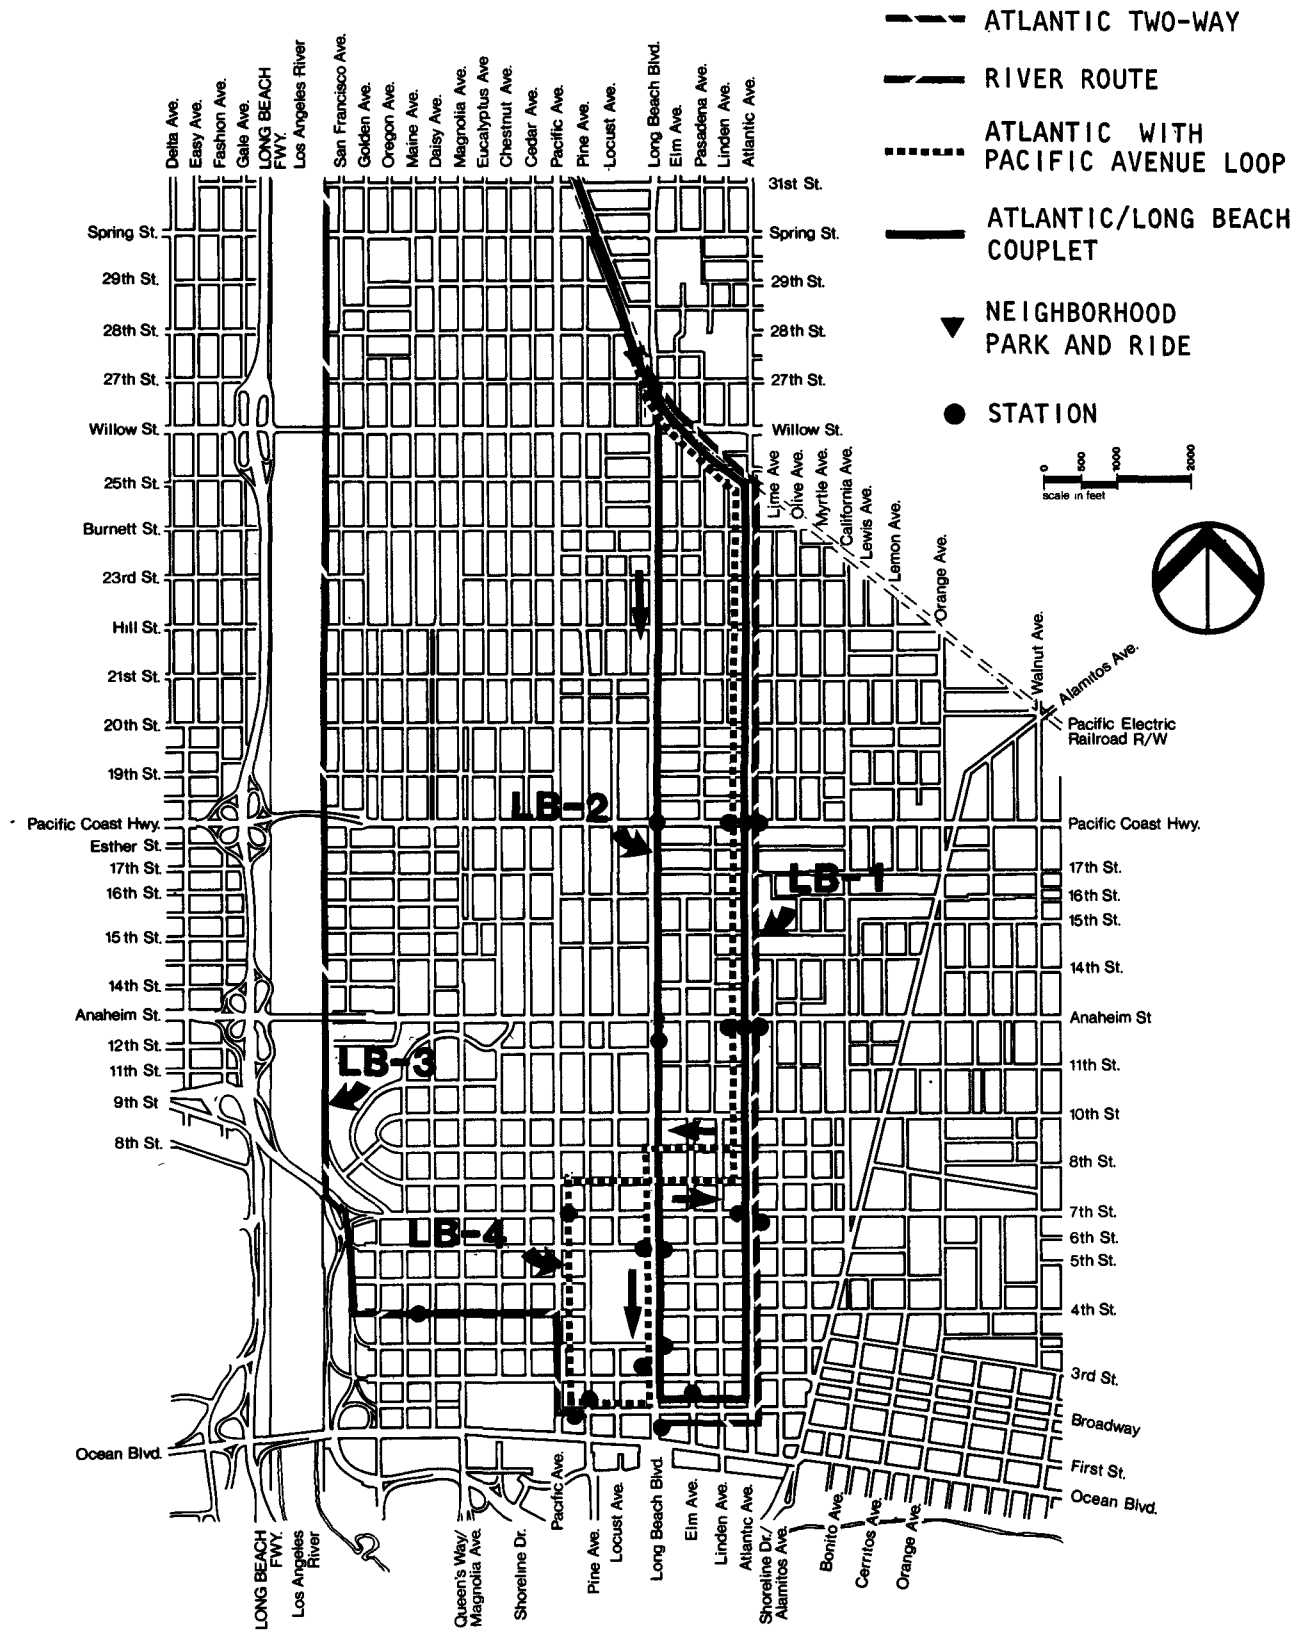 ATLANTIC TWO-WAY
RIVER ROUTE
ATLANTIC WITH
PACIFIC AVENUE LOOP
ATLANTIC/LONG BEACH
COUPLET
NEIGHBORHOOD
PARK AND RIDE
STATION
0 500 1000 2000
scale in feet
Delta Ave.
Easy Ave.
Fashion Ave.
Gale Ave.
LONG BEACH
FWY.
Los Angeles River
San Francisco Ave.
Golden Ave.
Oregon Ave.
Maine Ave.
Daisy Ave.
Magnolia Ave.
Eucalyptus Ave
Chestnut Ave.
Cedar Ave.
Pacific Ave.
Pine Ave.
Locust Ave.
Long Beach Blvd.
Elm Ave.
Pasadena Ave.
Linden Ave.
Atlantic Ave.
Spring St.
29th St.
28th St.
27th St.
Willow St.
25th St.
Burnett St.
23rd St.
Hill St.
21st St.
20th St.
19th St.
Pacific Coast Hwy.
Esther St.
17th St.
16th St.
15th St.
14th St.
Anaheim St.
12th St.
11th St.
9th St
8th St.
Ocean Blvd.
31st St.
Spring St.
29th St.
28th St.
27th St.
Willow St.
Lime Ave
Olive Ave.
Myrtle Ave.
California Ave.
Lewis Ave.
Lemon Ave.
Orange Ave.
Walnut Ave.
Alamitos Ave.
Pacific Electric
Railroad R/W
Pacific Coast Hwy.
17th St.
16th St.
15th St.
14th St.
Anaheim St
11th St.
10th St
8th St.
7th St.
6th St.
5th St.
4th St.
3rd St.
Broadway
First St.
Ocean Blvd.
LB-2
LB-1
LB-3
LB-4
LONG BEACH
FWY.
Los Angeles
River
Queen's Way/
Magnolia Ave.
Shoreline Dr.
Pacific Ave.
Pine Ave.
Locust Ave.
Long Beach Blvd.
Elm Ave.
Linden Ave.
Atlantic Ave.
Shoreline Dr./
Alamitos Ave.
Bonito Ave.
Cerritos Ave.
Orange Ave.